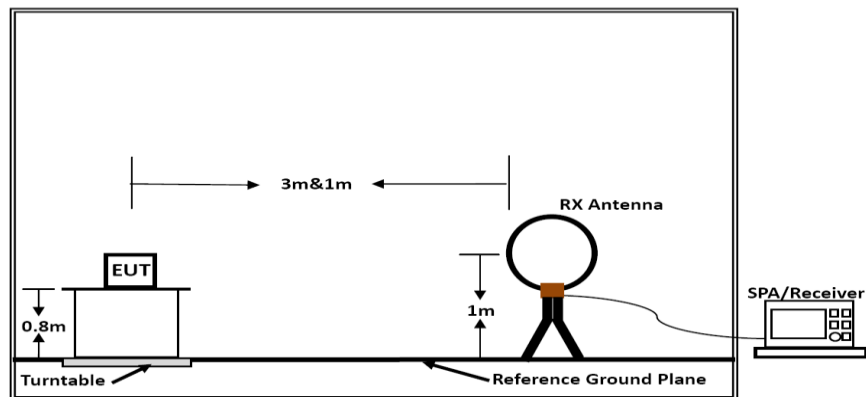 3m&1m
RX Antenna
EUT
SPA/Receiver
0.8m
1m
Turntable
Reference Ground Plane